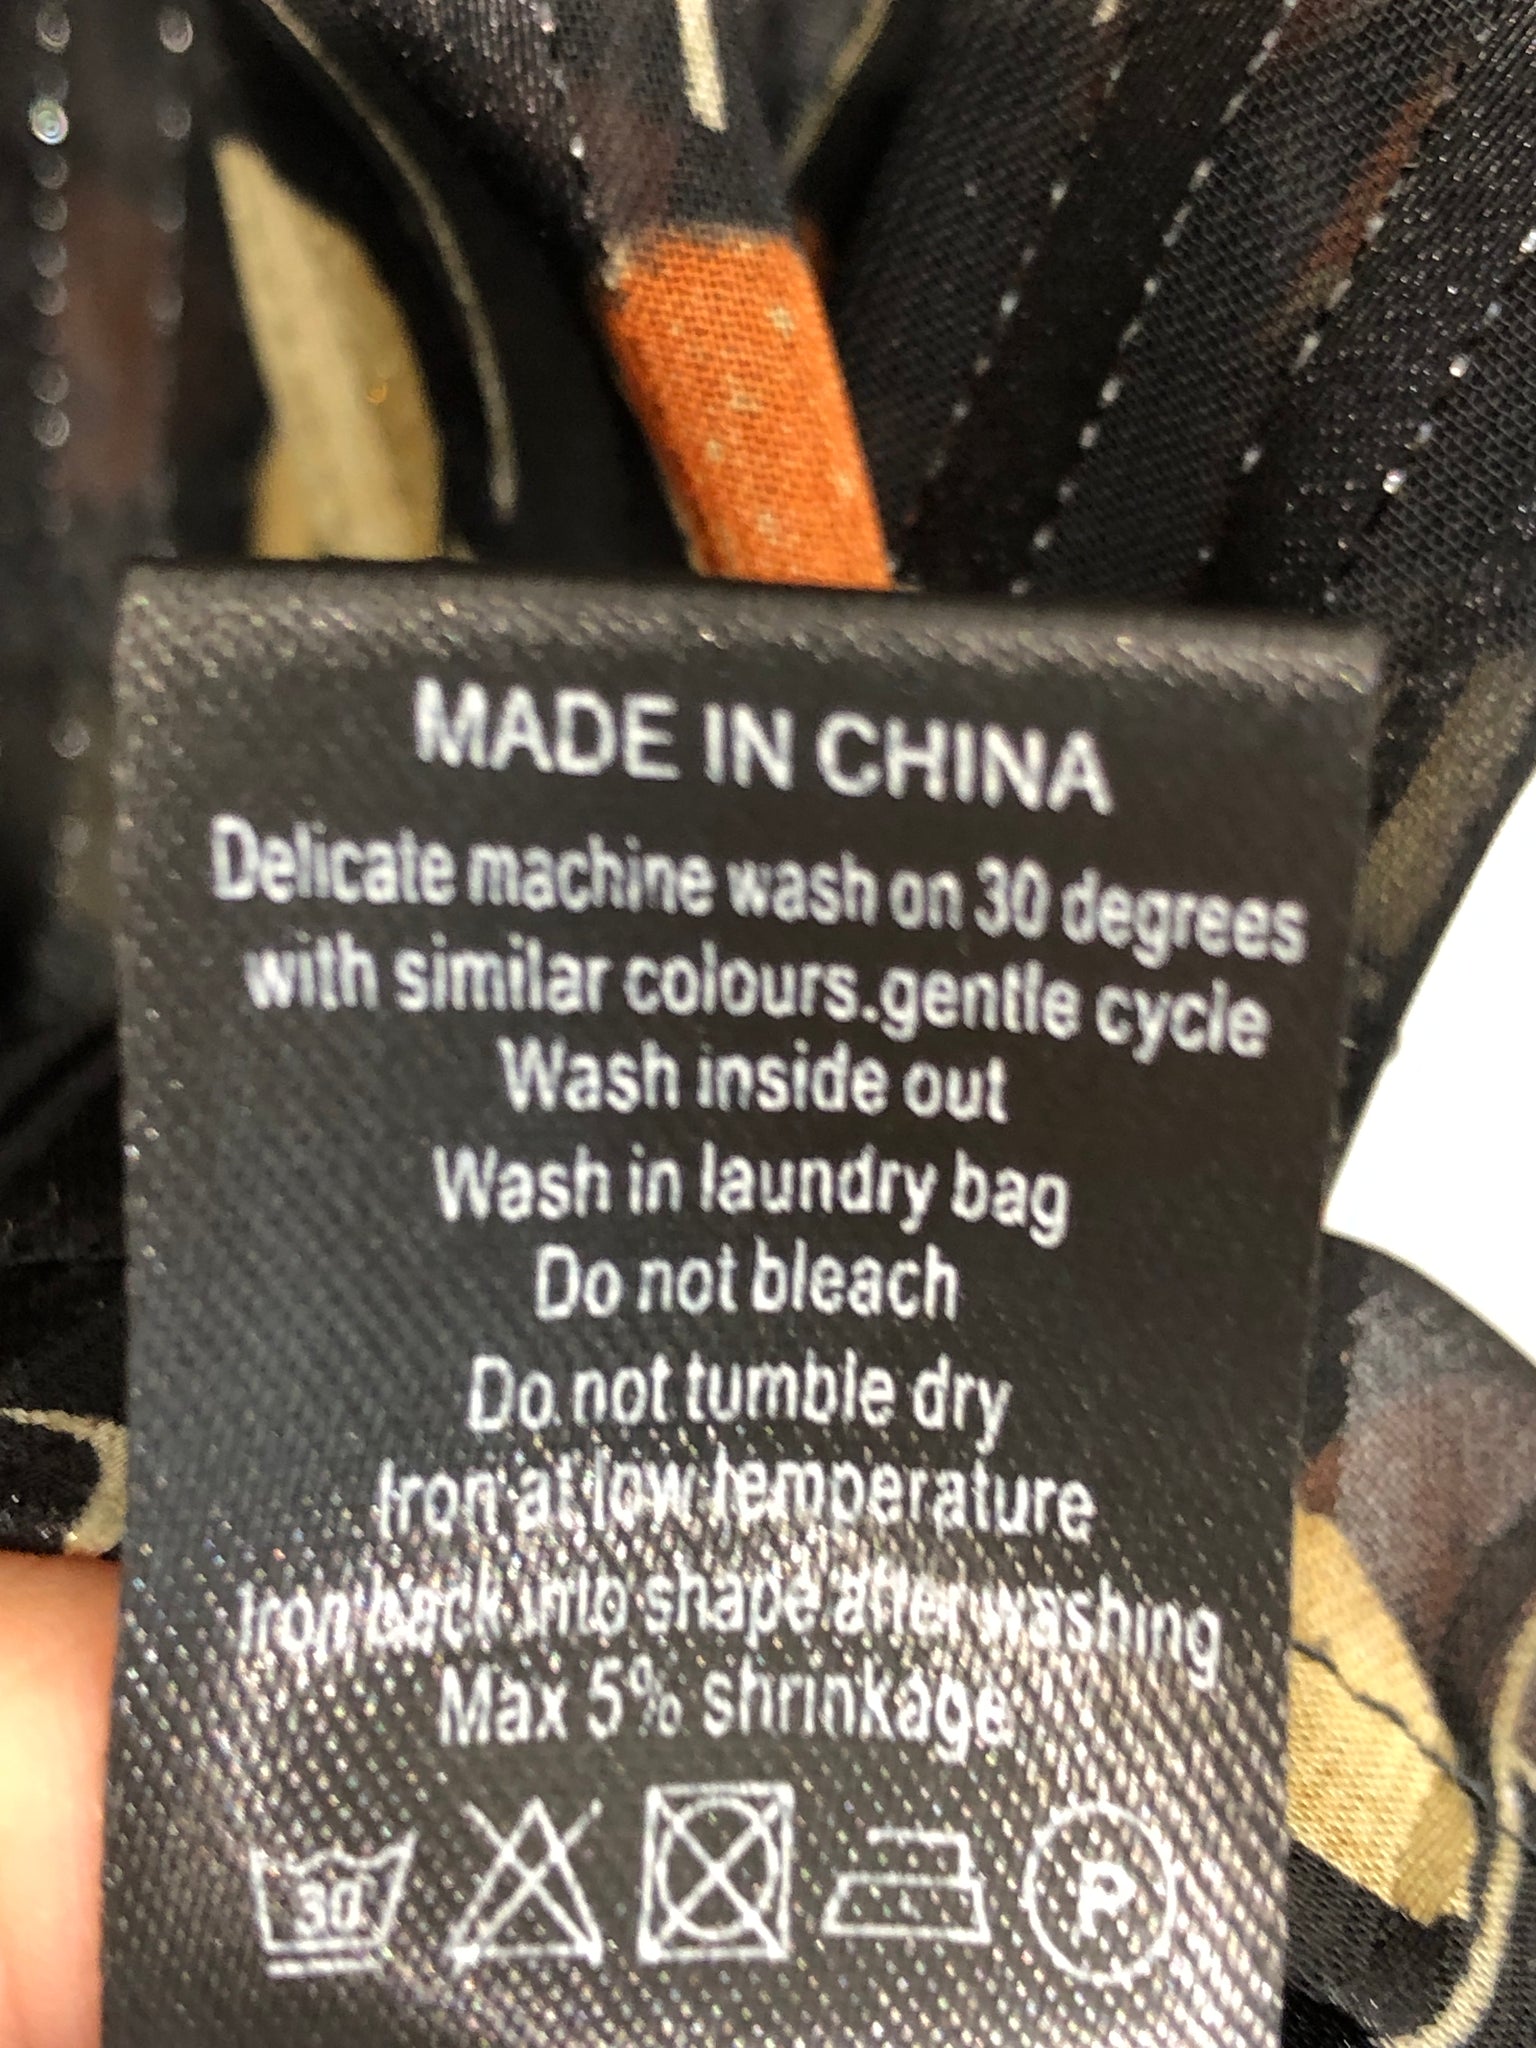 MADE IN CHINA
Delicate machine wash on 30 degrees
with similar colours.gentle cycle
Wash inside out
Wash in laundry bag
Do not bleach
Do not tumble dry
Iron at low temperature
Iron back into shape after washing
Max 5% shrinkage
30 P